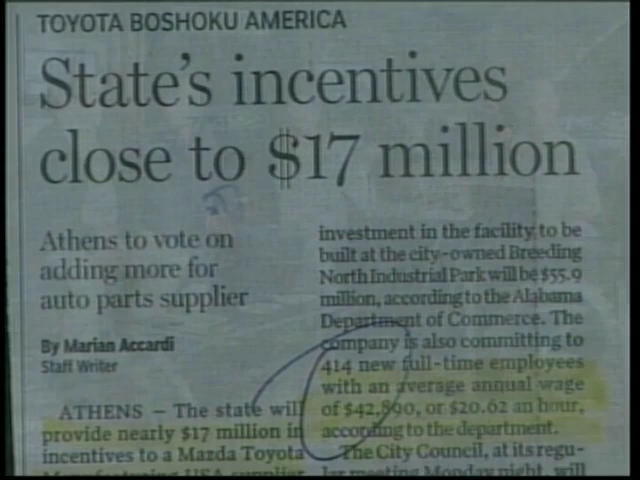 TOYOTA BOSHOKU AMERICA
State's incentives
close to $17 million
Athens to vote on
adding more for
auto parts supplier
By Marian Accardi
Staff Writer
ATHENS — The state will
provide nearly $17 million in
incentives to a Mazda Toyota
Manufacturing USA supplier
investment in the facility, to be
built at the city-owned Breeding
North Industrial Park will be $55.9
million, according to the Alabama
Department of Commerce. The
company is also committing to
414 new full-time employees
with an average annual wage
of $42,890, or $20.62 an hour,
according to the department.
The City Council, at its regu-
lar meeting Monday night, will